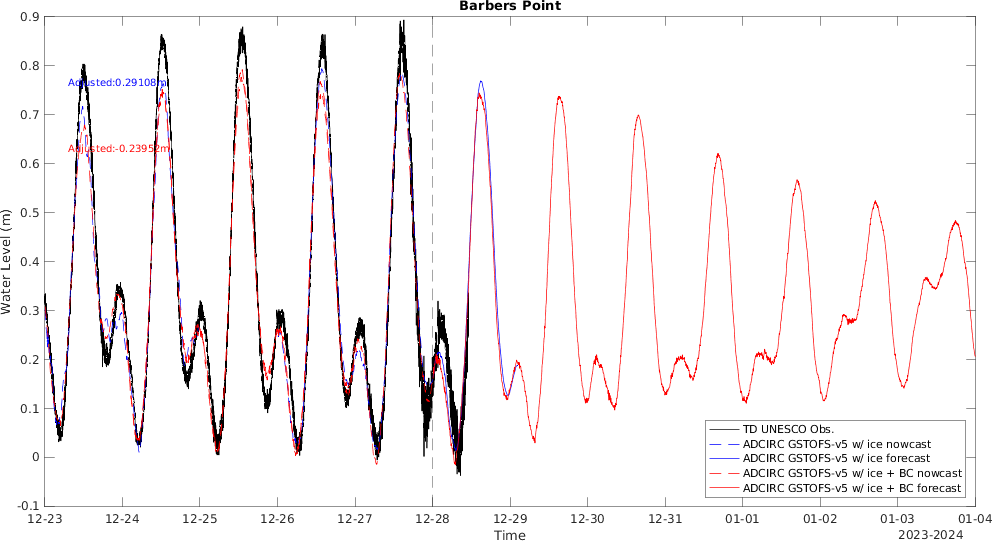 Barbers Point
0.9
0.8
0.7
0.6
0.5
0.4
0.3
0.2
0.1
0
-0.1
Water Level (m)
Adjusted:0.29108m
Adjusted:-0.23952m
TD UNESCO Obs.
ADCIRC GSTOFS-v5 w/ ice nowcast
ADCIRC GSTOFS-v5 w/ ice forecast
ADCIRC GSTOFS-v5 w/ ice + BC nowcast
ADCIRC GSTOFS-v5 w/ ice + BC forecast
12-23 12-24 12-25 12-26 12-27 12-28 12-29 12-30 12-31 01-01 01-02 01-03 01-04
Time
2023-2024